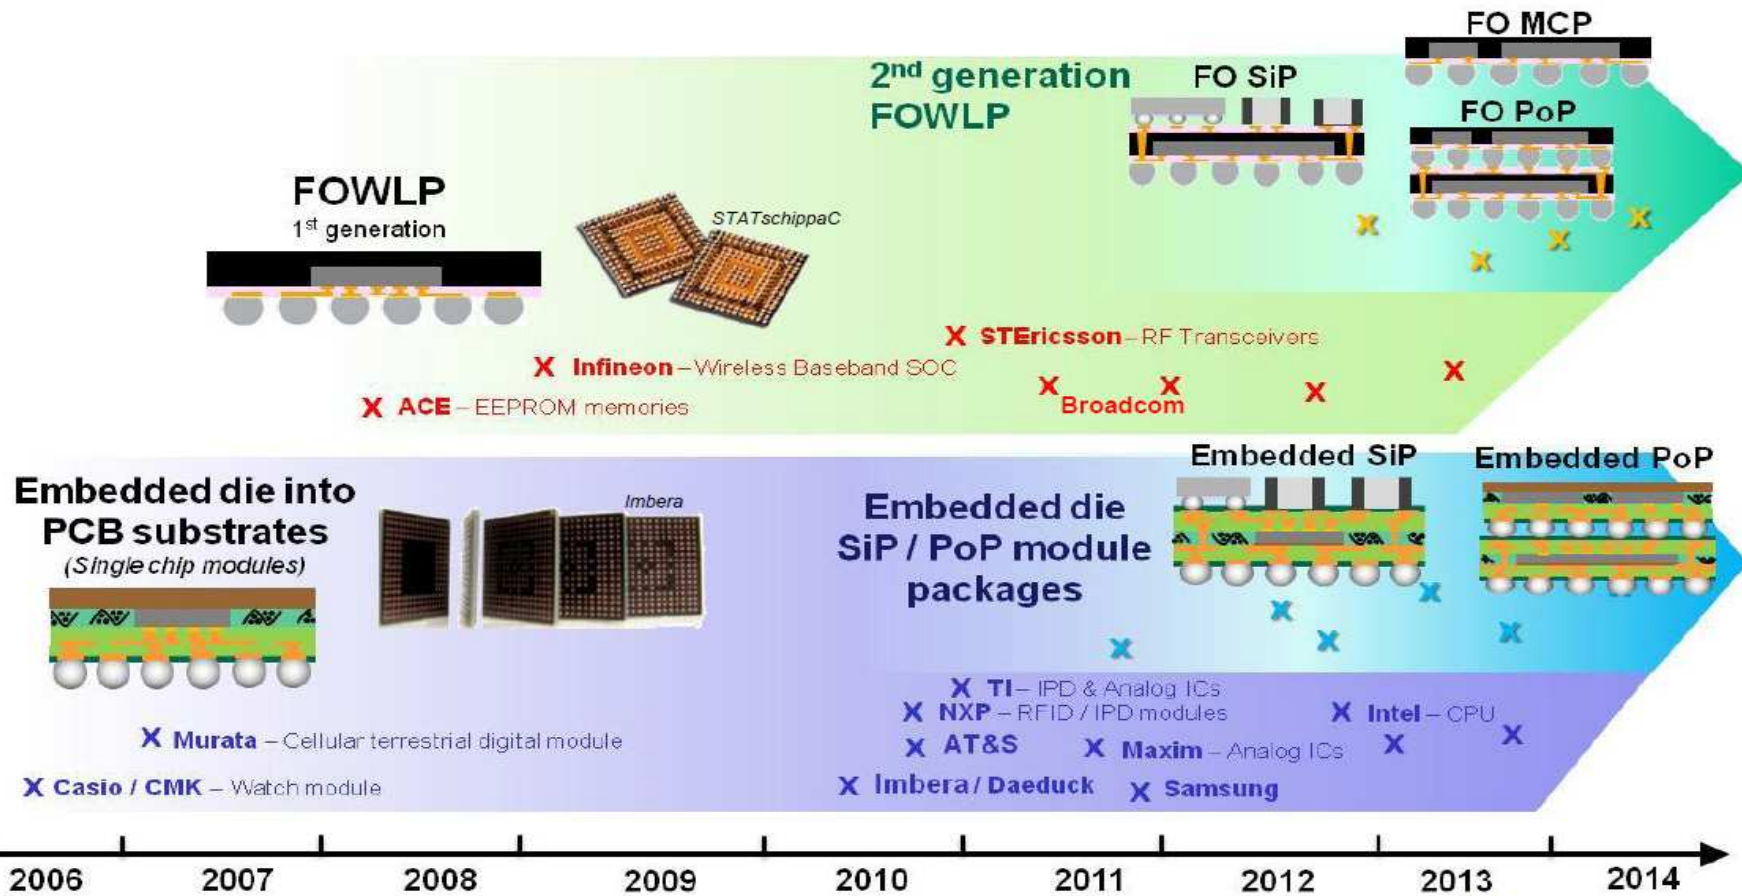 FO MCP
2nd generation
FOWLP
FO SiP
FO PoP
FOWLP
1st generation
STATschippaC
X STEricsson – RF Transceivers
X Infineon – Wireless Baseband SOC
X ACE – EEPROM memories
Broadcom
Embedded SiP
Embedded PoP
Embedded die into
PCB substrates
(Single chip modules)
Imbera
Embedded die
SiP / PoP module
packages
X TI – IPD & Analog ICs
X NXP – RFID / IPD modules
X Intel – CPU
X Murata – Cellular terrestrial digital module
X AT&S
X Maxim – Analog ICs
X Casio / CMK – Watch module
X Imbera / Daeduck
X Samsung
2006 2007 2008 2009 2010 2011 2012 2013 2014